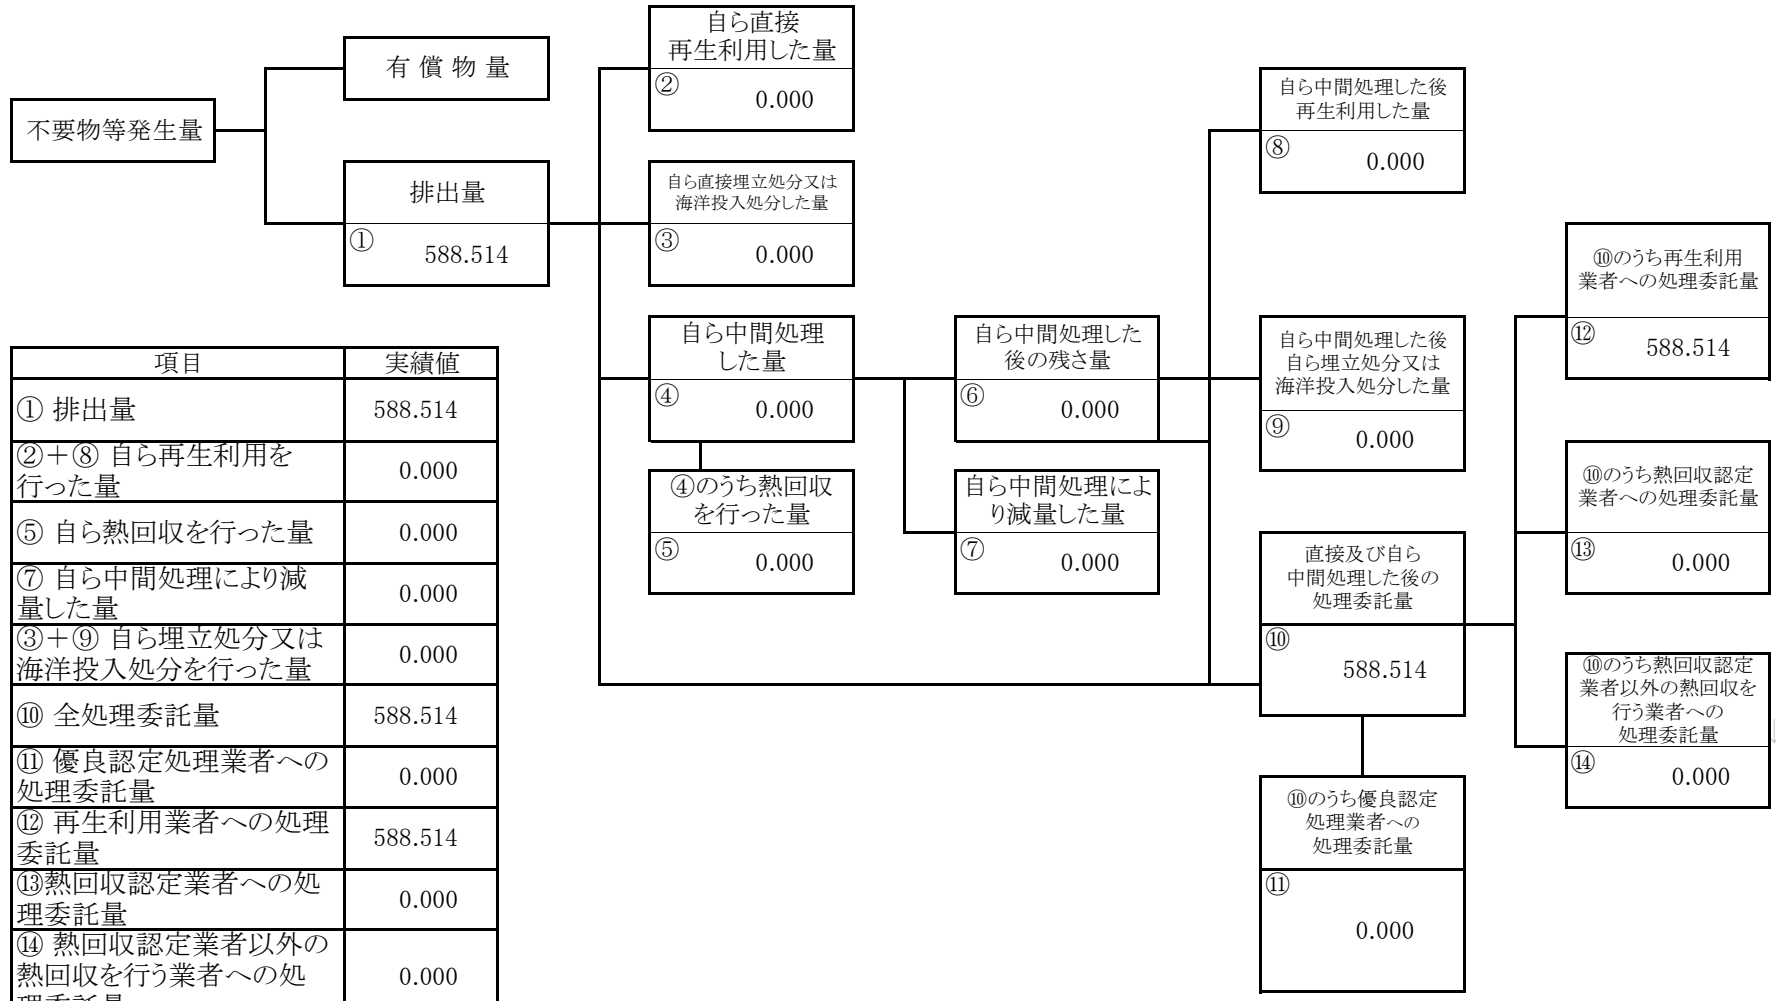 不要物等発生量
有 償 物 量
排出量
①
588.514
自ら直接
再生利用した量
②
0.000
自ら直接埋立処分又は
海洋投入処分した量
③
0.000
自ら中間処理
した量
④
0.000
④のうち熱回収
を行った量
⑤
0.000
自ら中間処理した
後の残さ量
⑥
0.000
自ら中間処理によ
り減量した量
⑦
0.000
自ら中間処理した後
再生利用した量
⑧
0.000
自ら中間処理した後
自ら埋立処分又は
海洋投入処分した量
⑨
0.000
直接及び自ら
中間処理した後の
処理委託量
⑩
588.514
⑩のうち優良認定
処理業者への
処理委託量
⑪
0.000
⑩のうち再生利用
業者への処理委託量
⑫
588.514
⑩のうち熱回収認定
業者への処理委託量
⑬
0.000
⑩のうち熱回収認定
業者以外の熱回収を
行う業者への
処理委託量
⑭
0.000
項目 実績値
① 排出量 588.514
②＋⑧ 自ら再生利用を
行った量 0.000
⑤ 自ら熱回収を行った量 0.000
⑦ 自ら中間処理により減
量した量 0.000
③＋⑨ 自ら埋立処分又は
海洋投入処分を行った量 0.000
⑩ 全処理委託量 588.514
⑪ 優良認定処理業者への
処理委託量 0.000
⑫ 再生利用業者への処理
委託量 588.514
⑬熱回収認定業者への処
理委託量 0.000
⑭ 熱回収認定業者以外の
熱回収を行う業者への処 0.000
理委託量